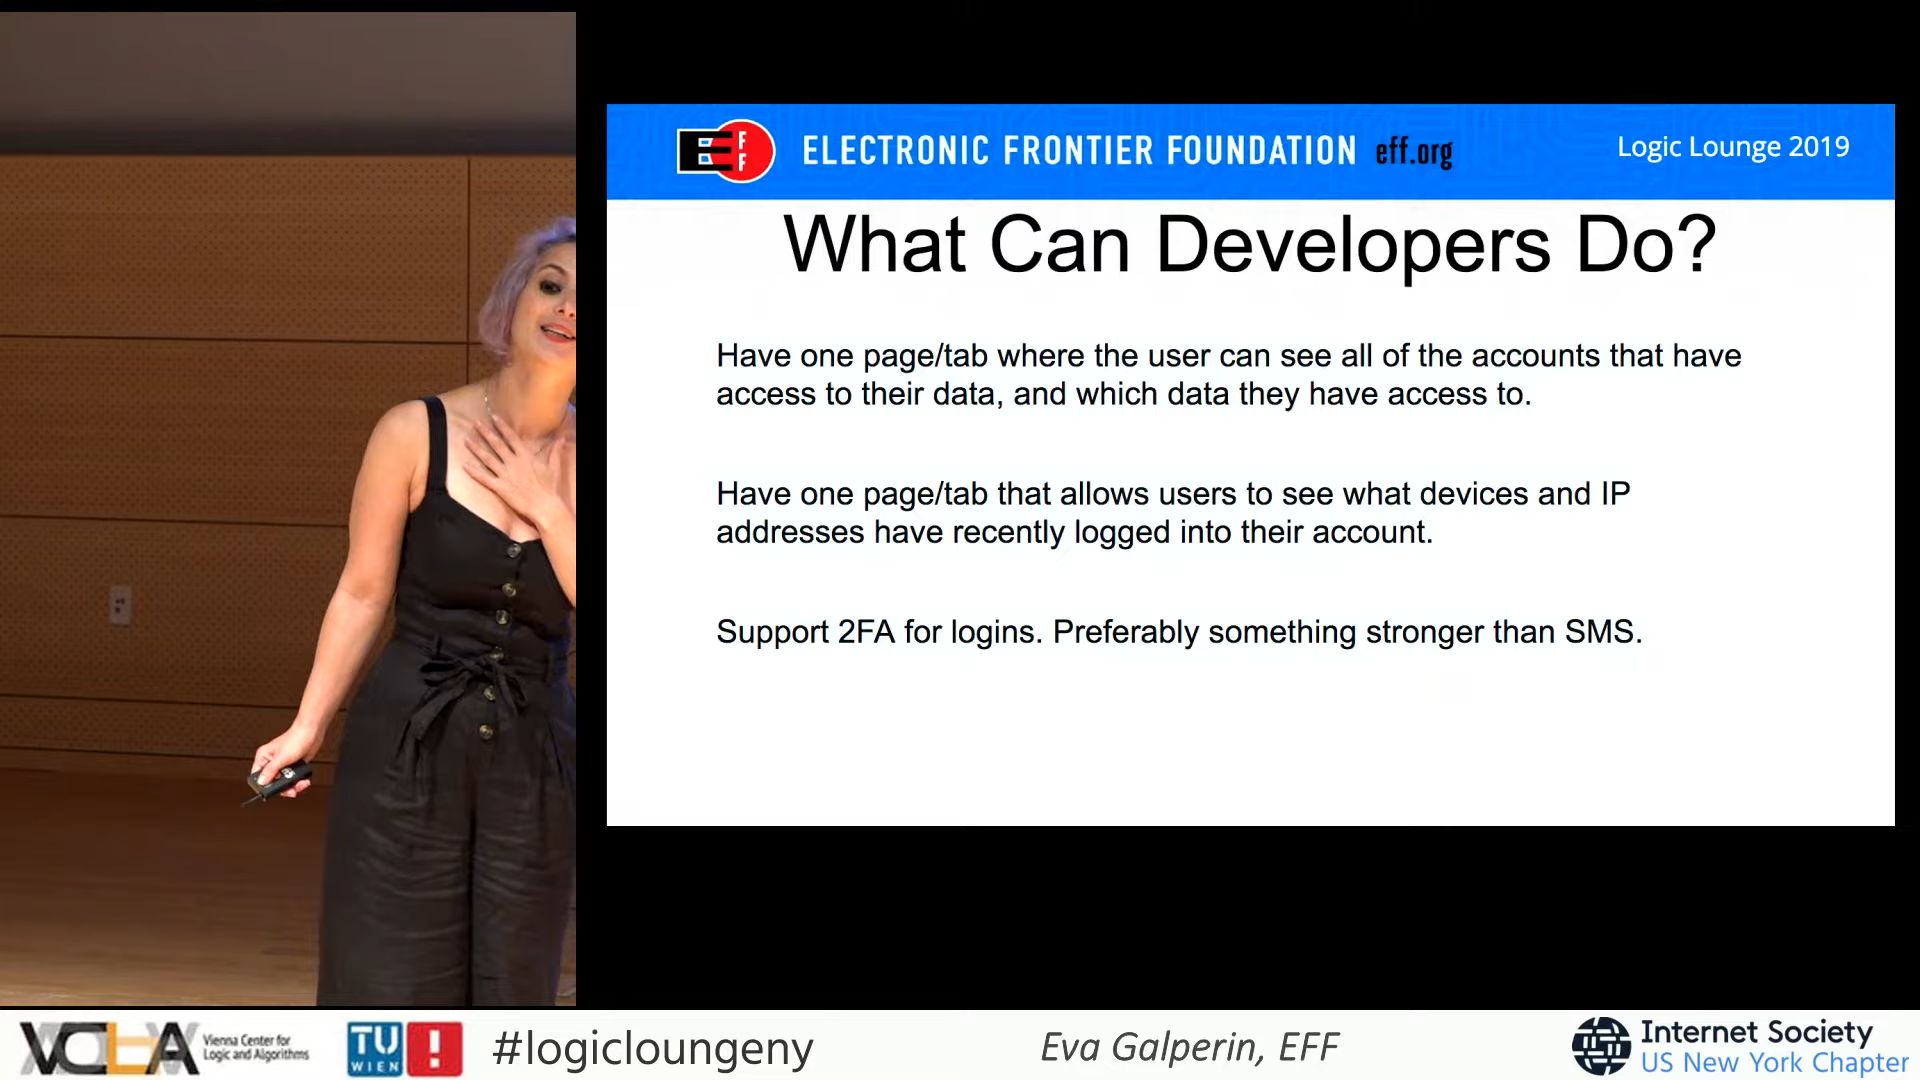 EFF
ELECTRONIC FRONTIER FOUNDATION eff.org
Logic Lounge 2019
What Can Developers Do?
Have one page/tab where the user can see all of the accounts that have
access to their data, and which data they have access to.
Have one page/tab that allows users to see what devices and IP
addresses have recently logged into their account.
Support 2FA for logins. Preferably something stronger than SMS.
VCLA
Vienna Center for
Logic and Algorithms
TU
WIEN
!
#logicloungeny
Eva Galperin, EFF
Internet Society
US New York Chapter